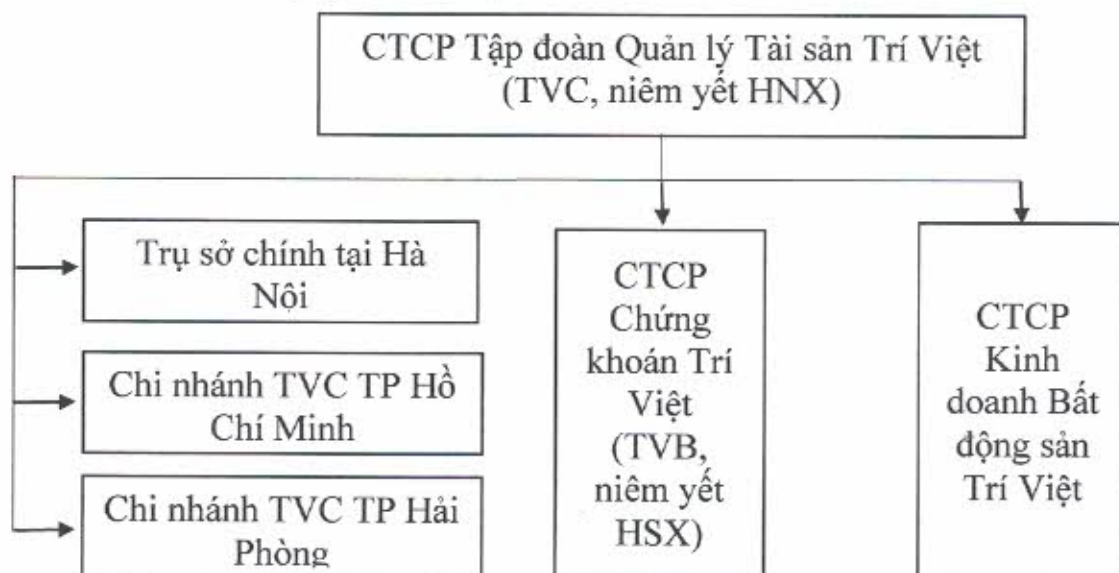 CTCP Tập đoàn Quản lý Tài sản Trí Việt
(TVC, niêm yết HNX)
Trụ sở chính tại Hà
Nội
Chi nhánh TVC TP Hồ
Chí Minh
Chi nhánh TVC TP Hải
Phòng
CTCP
Chứng
khoán Trí
Việt
(TVB,
niêm yết
HSX)
CTCP
Kinh
doanh Bất
động sản
Trí Việt